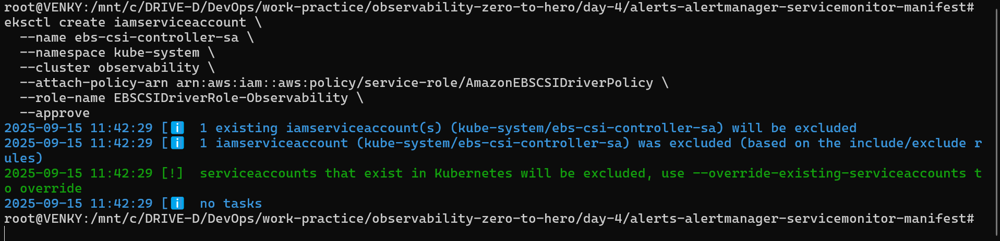 root@VENKY:/mnt/c/DRIVE-D/DevOps/work-practice/observability-zero-to-hero/day-4/alerts-alertmanager-servicemonitor-manifest#
eksctl create iamserviceaccount \
  --name ebs-csi-controller-sa \
  --namespace kube-system \
  --cluster observability \
  --attach-policy-arn arn:aws:iam::aws:policy/service-role/AmazonEBSCSIDriverPolicy \
  --role-name EBSCSIDriverRole-Observability \
  --approve
2025-09-15 11:42:29 [ℹ️  1 existing iamserviceaccount(s) (kube-system/ebs-csi-controller-sa) will be excluded
2025-09-15 11:42:29 [ℹ️  1 iamserviceaccount (kube-system/ebs-csi-controller-sa) was excluded (based on the include/exclude r
ules)
2025-09-15 11:42:29 [!]  serviceaccounts that exist in Kubernetes will be excluded, use --override-existing-serviceaccounts t
o override
2025-09-15 11:42:29 [ℹ️  no tasks
root@VENKY:/mnt/c/DRIVE-D/DevOps/work-practice/observability-zero-to-hero/day-4/alerts-alertmanager-servicemonitor-manifest#